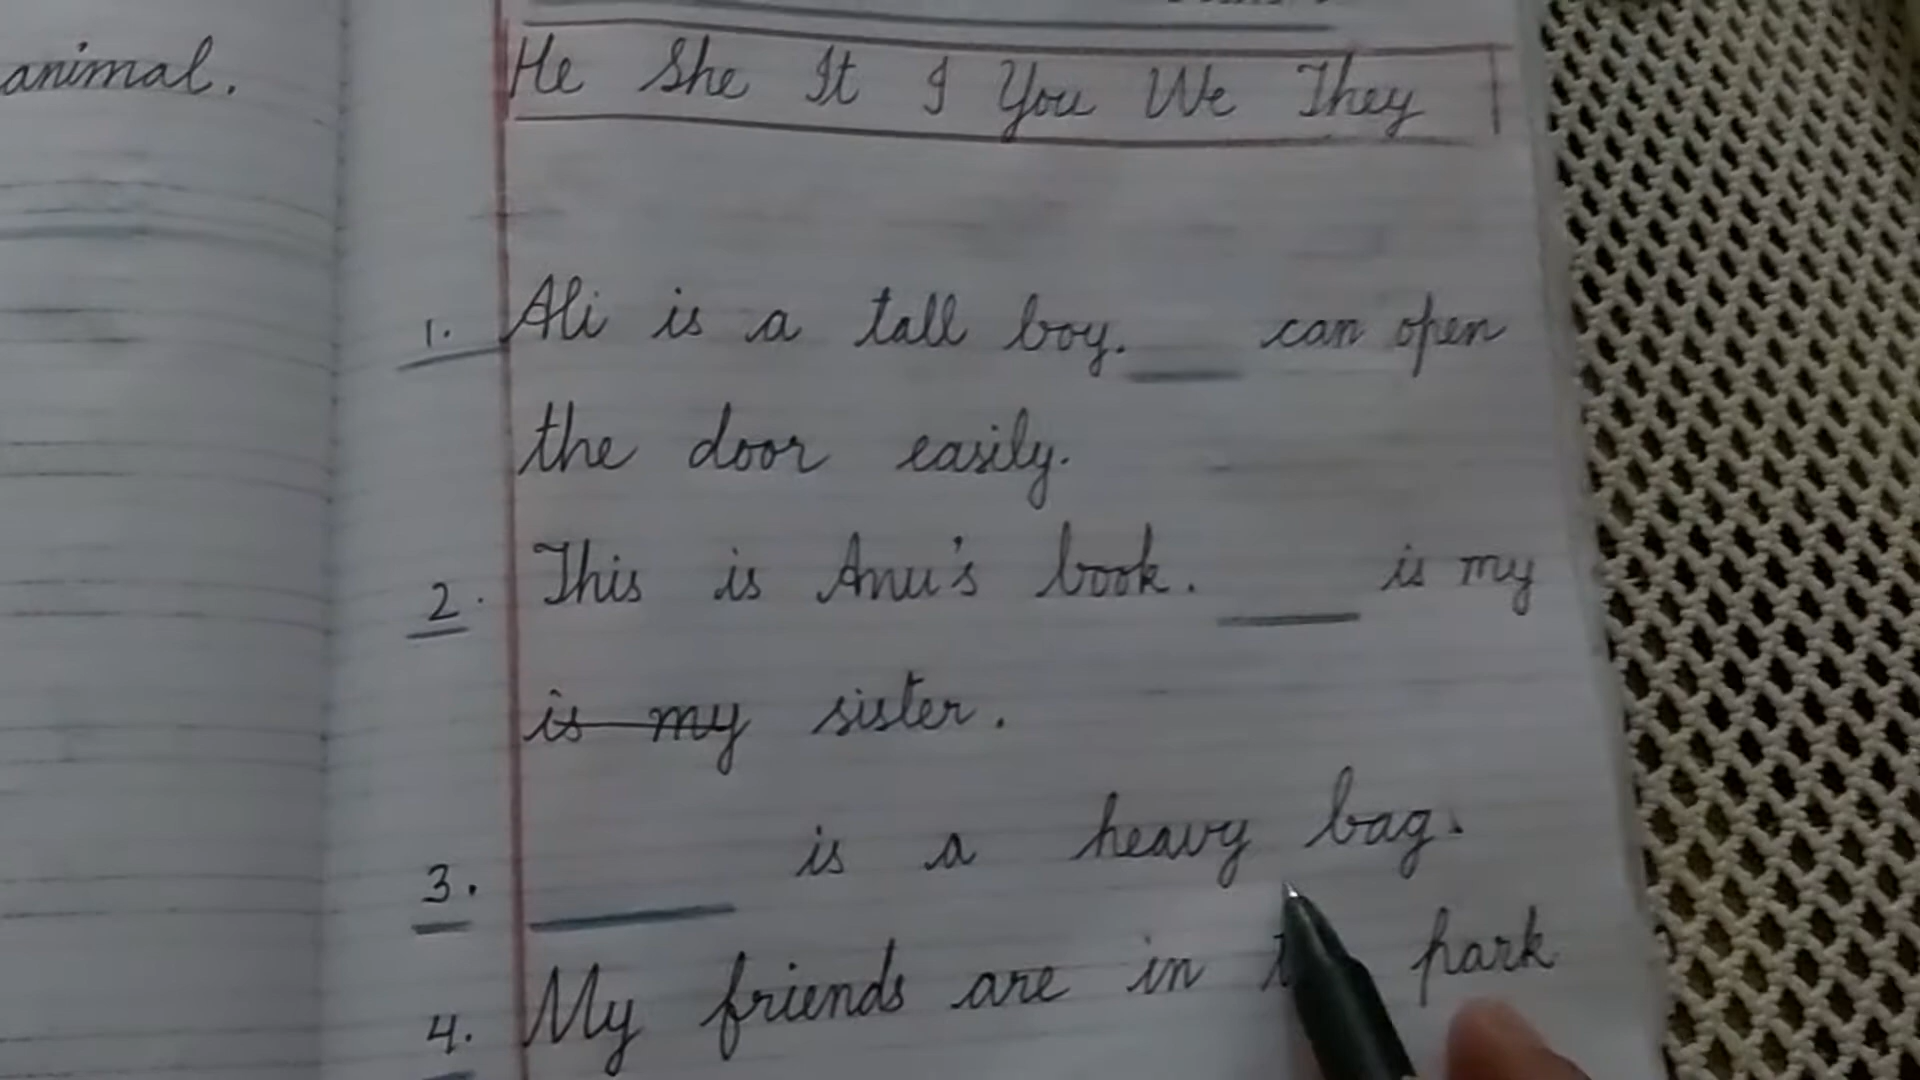 animal.
He She It I You We They
1. Ali is a tall boy. ___ can open
the door easily.
2. This is Anu's book. ___ is my
is my sister.
3. ___ is a heavy bag.
4. My friends are in park